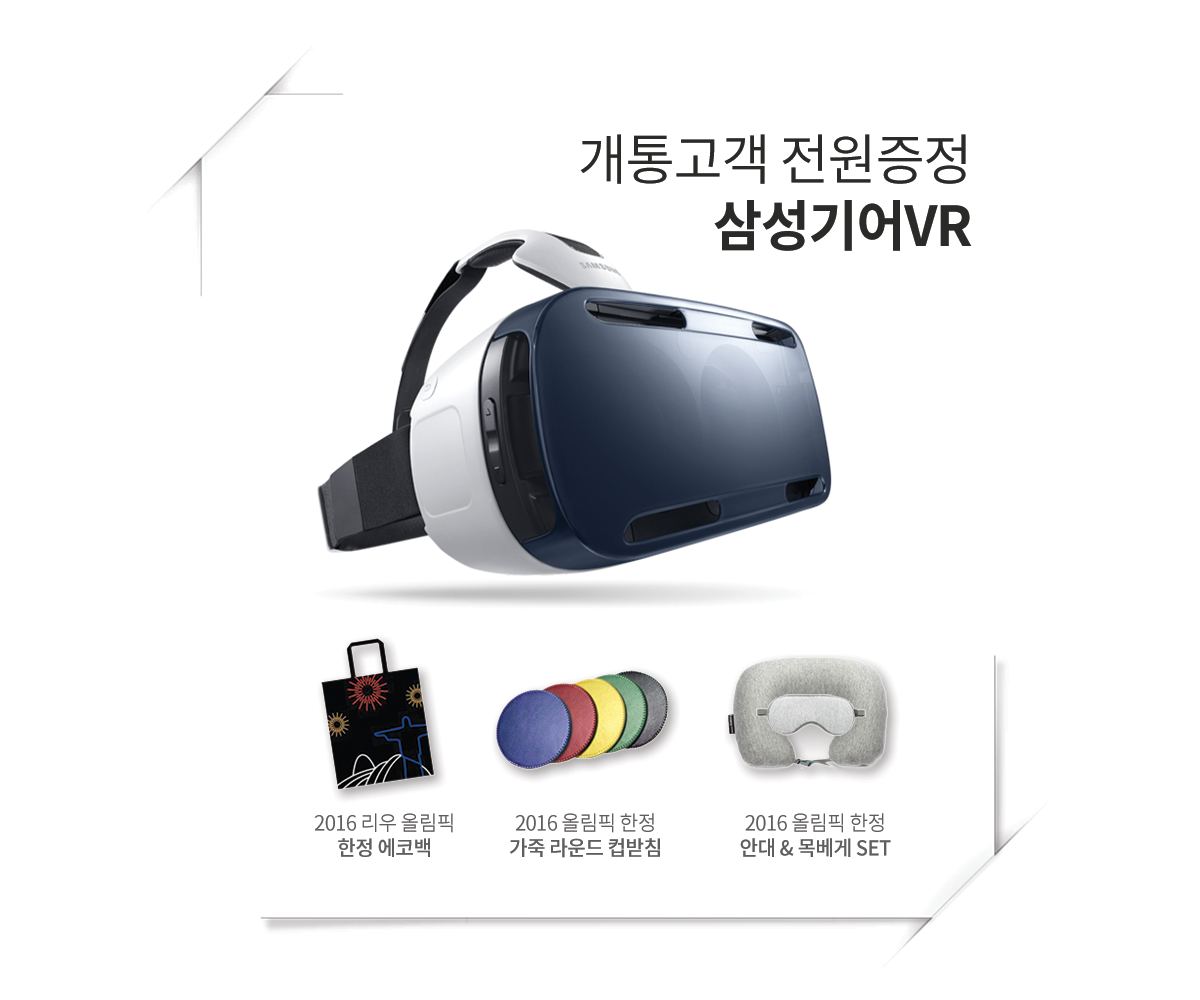 개통고객 전원증정
삼성기어VR
SAMSUNG
2016 리우 올림픽
한정 에코백
2016 올림픽 한정
가죽 라운드 컵받침
2016 올림픽 한정
안대 & 목베게 SET